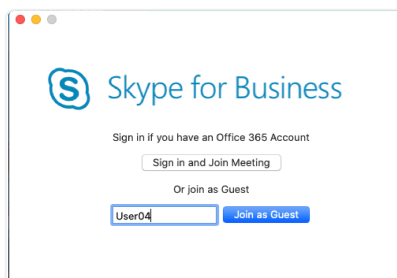 Skype for Business
Sign in if you have an Office 365 Account
Sign in and Join Meeting
Or join as Guest
User04 Join as Guest